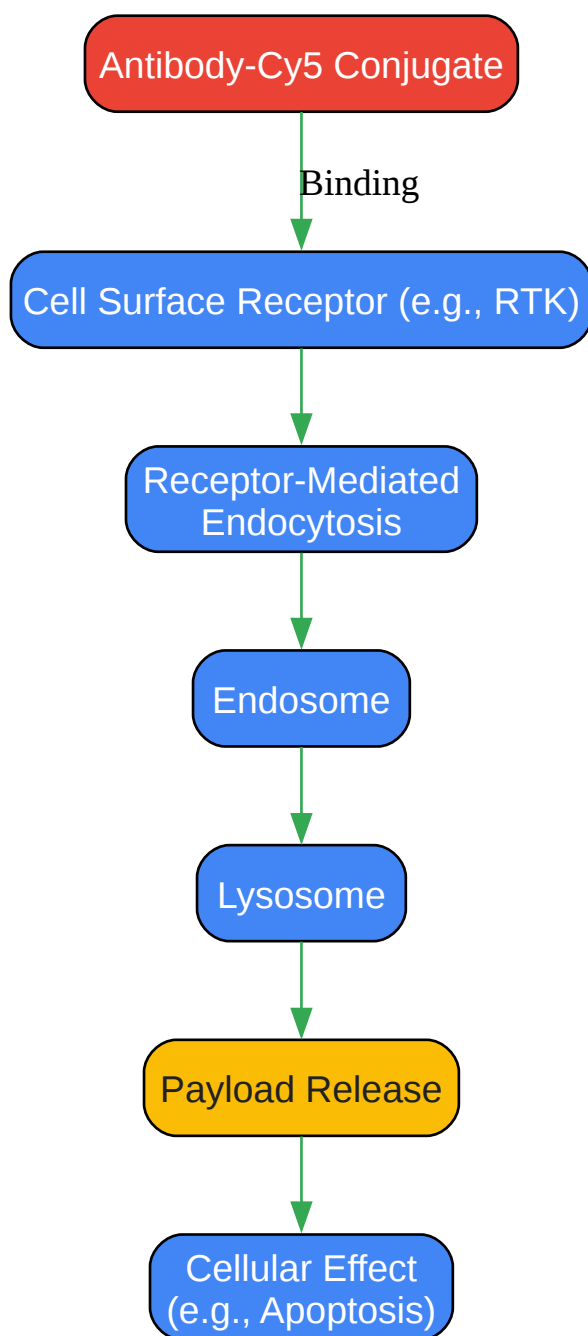 Antibody-Cy5 Conjugate
Binding
Cell Surface Receptor (e.g., RTK)
Receptor-Mediated
Endocytosis
Endosome
Lysosome
Payload Release
Cellular Effect
(e.g., Apoptosis)